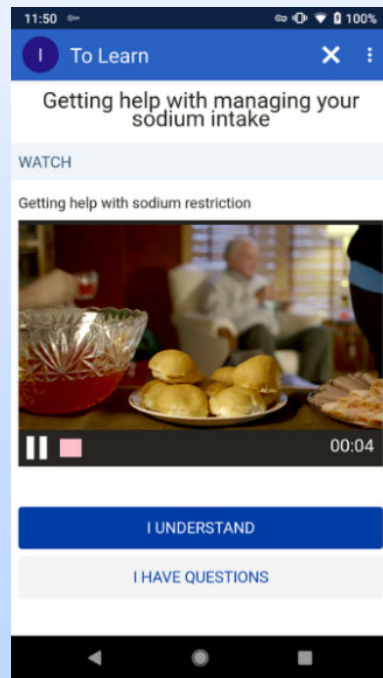 11:50
100%
I
To Learn
Getting help with managing your
sodium intake
WATCH
Getting help with sodium restriction
00:04
I UNDERSTAND
I HAVE QUESTIONS